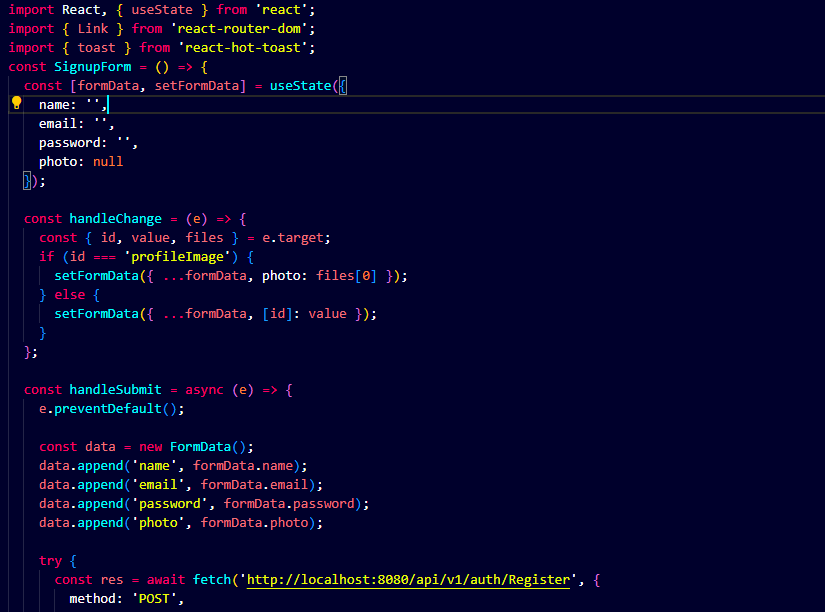 import React, { useState } from 'react';
import { Link } from 'react-router-dom';
import { toast } from 'react-hot-toast';
const SignupForm = () => {
  const [formData, setFormData] = useState({
    name: '',
    email: '',
    password: '',
    photo: null
  });

  const handleChange = (e) => {
    const { id, value, files } = e.target;
    if (id === 'profileImage') {
      setFormData({ ...formData, photo: files[0] });
    } else {
      setFormData({ ...formData, [id]: value });
    }
  };

  const handleSubmit = async (e) => {
    e.preventDefault();

    const data = new FormData();
    data.append('name', formData.name);
    data.append('email', formData.email);
    data.append('password', formData.password);
    data.append('photo', formData.photo);

    try {
      const res = await fetch('http://localhost:8080/api/v1/auth/Register', {
        method: 'POST',